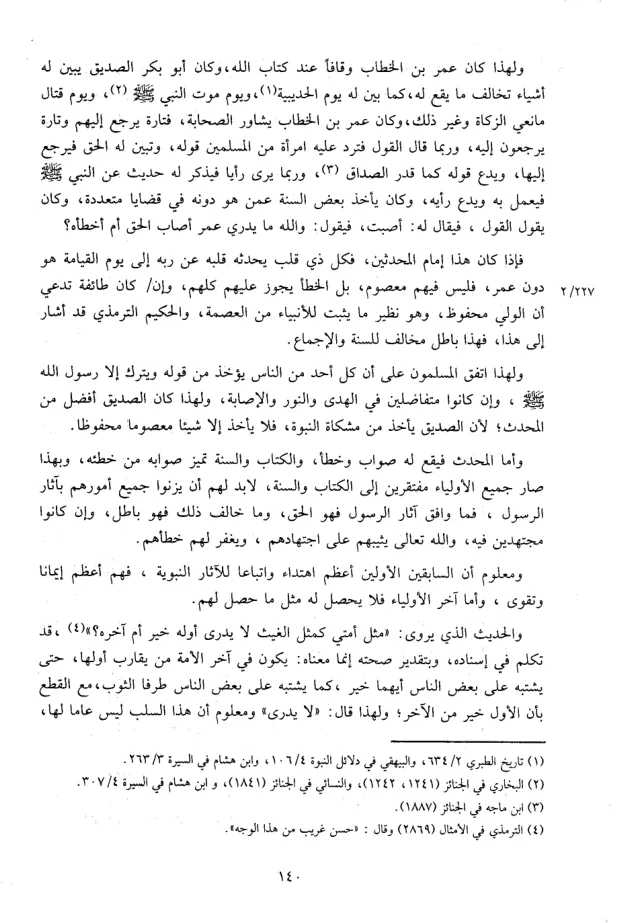 ولهذا كان عمر بن الخطاب وقافاً عند كتاب الله، وكان أبو بكر الصديق يبين له
أشياء تخالف ما يقع له، كما بين له يوم الحديبية(١)، ويوم موت النبي ﷺ (٢)، ويوم قتال
مانعي الزكاة وغير ذلك، وكان عمر بن الخطاب يشاور الصحابة، فتارة يرجع إليهم وتارة
يرجعون إليه، وربما قال القول فترد عليه امرأة من المسلمين قوله، وتبين له الحق فيرجع
إليها، ويدع قوله كما قدر الصداق (٣)، وربما يرى رأيا فيذكر له حديث عن النبي ﷺ
فيعمل به ويدع رأيه، وكان يأخذ بعض السنة عمن هو دونه في قضايا متعددة، وكان
يقول القول ، فيقال له: أصبت، فيقول: والله ما يدري عمر أصاب الحق أم أخطأه؟
فإذا كان هذا إمام المحدثين، فكل ذي قلب يحدثه قلبه عن ربه إلى يوم القيامة هو
دون عمر، فليس فيهم معصوم، بل الخطأ يجوز عليهم كلهم، وإن/ كان طائفة تدعي
٢/٢٢٧
أن الولي محفوظ، وهو نظير ما يثبت للأنبياء من العصمة، والحكيم الترمذي قد أشار
إلى هذا، فهذا باطل مخالف للسنة والإجماع.
ولهذا اتفق المسلمون على أن كل أحد من الناس يؤخذ من قوله ويترك إلا رسول الله
ﷺ ، وإن كانوا متفاضلين في الهدى والنور والإصابة، ولهذا كان الصديق أفضل من
المحدث؛ لأن الصديق يأخذ من مشكاة النبوة، فلا يأخذ إلا شيئا معصوما محفوظا.
وأما المحدث فيقع له صواب وخطأ، والكتاب والسنة تميز صوابه من خطئه، وبهذا
صار جميع الأولياء مفتقرين إلى الكتاب والسنة، لابد لهم أن يزنوا جميع أمورهم بآثار
الرسول ، فما وافق آثار الرسول فهو الحق، وما خالف ذلك فهو باطل، وإن كانوا
مجتهدين فيه، والله تعالى يثيبهم على اجتهادهم ، ويغفر لهم خطأهم.
ومعلوم أن السابقين الأولين أعظم اهتداء واتباعا للآثار النبوية ، فهم أعظم إيمانا
وتقوى ، وأما آخر الأولياء فلا يحصل له مثل ما حصل لهم.
والحديث الذي يروى: «مثل أمتي كمثل الغيث لا يدرى أوله خير أم آخره؟»(٤) ، قد
تكلم في إسناده، وبتقدير صحته إنما معناه: يكون في آخر الأمة من يقارب أولها، حتى
يشتبه على بعض الناس أيهما خير ، كما يشتبه على بعض الناس طرفا الثوب، مع القطع
بأن الأول خير من الآخر؛ ولهذا قال: «لا يدرى» ومعلوم أن هذا السلب ليس عاما لها،
(١) تاريخ الطبري ٢/ ٦٣٤، والبيهقي في دلائل النبوة ٤/ ١٠٦، وابن هشام في السيرة ٣/ ٢٦٣.
(٢) البخاري في الجنائز (١٢٤١، ١٢٤٢)، والنسائي في الجنائز (١٨٤١)، و ابن هشام في السيرة ٤/ ٣٠٧.
(٣) ابن ماجه في الجنائز (١٨٨٧).
(٤) الترمذي في الأمثال (٢٨٦٩) وقال : «حسن غريب من هذا الوجه».
١٤٠